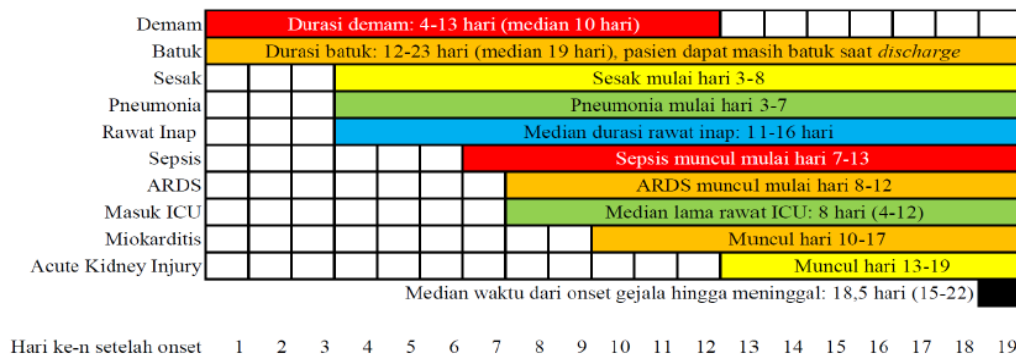 Demam Durasi demam: 4-13 hari (median 10 hari)
Batuk Durasi batuk: 12-23 hari (median 19 hari), pasien dapat masih batuk saat discharge
Sesak Sesak mulai hari 3-8
Pneumonia Pneumonia mulai hari 3-7
Rawat Inap Median durasi rawat inap: 11-16 hari
Sepsis Sepsis muncul mulai hari 7-13
ARDS ARDS muncul mulai hari 8-12
Masuk ICU Median lama rawat ICU: 8 hari (4-12)
Miokarditis Muncul hari 10-17
Acute Kidney Injury Muncul hari 13-19
Median waktu dari onset gejala hingga meninggal: 18,5 hari (15-22)
Hari ke-n setelah onset 1 2 3 4 5 6 7 8 9 10 11 12 13 14 15 16 17 18 19